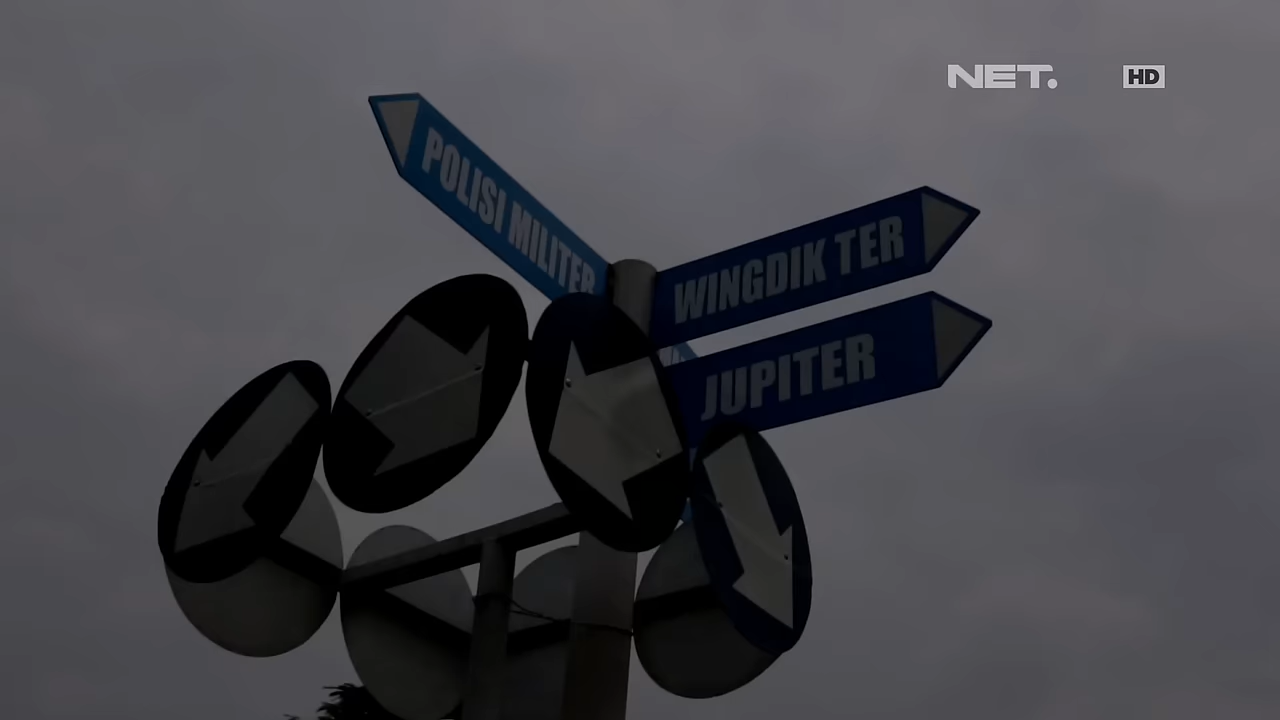 NET.
HD
POLISI MILITER
WINGDIK TER
JUPITER